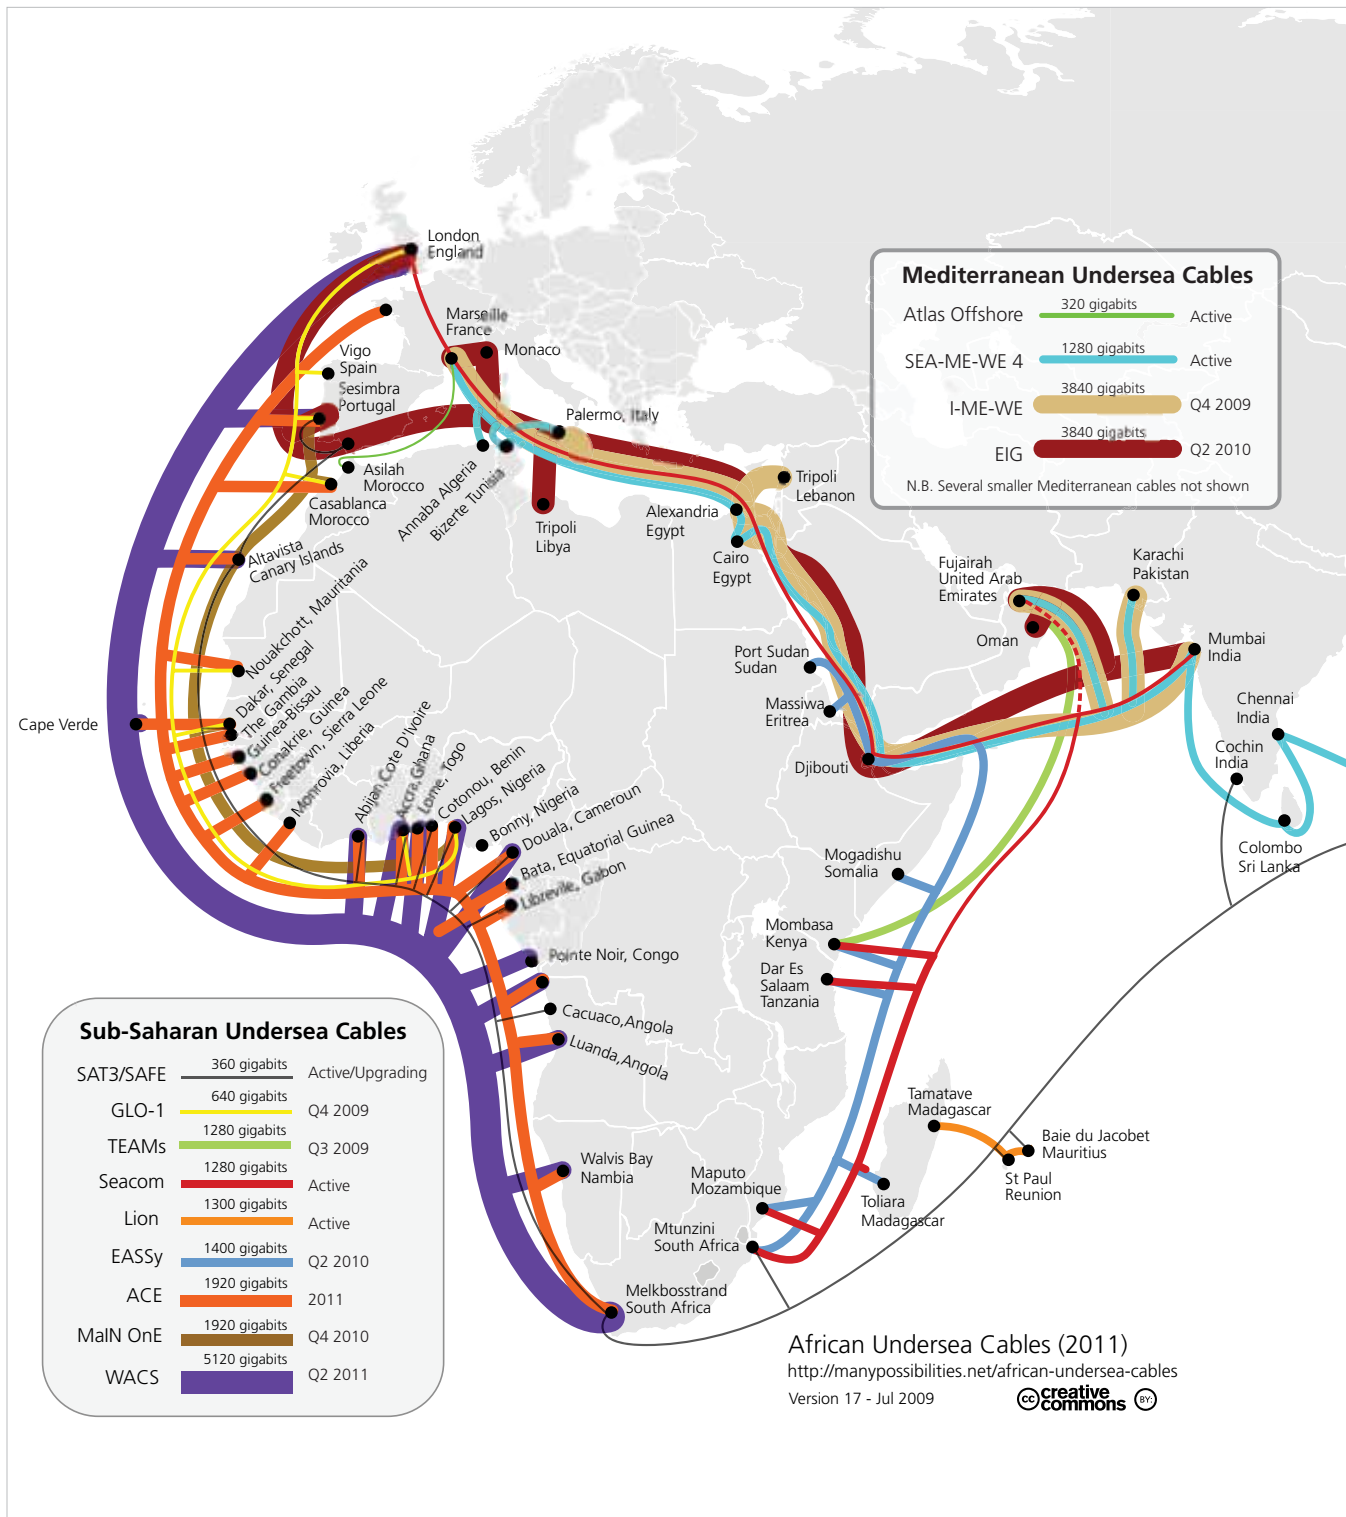 London
England
Marseille
France
Monaco
Vigo
Spain
Sesimbra
Portugal
Palermo, Italy
Asilah
Morocco
Casablanca
Morocco
Annaba Algeria
Bizerte Tunisia
Tripoli
Libya
Alexandria
Egypt
Cairo
Egypt
Tripoli
Lebanon
Altavista
Canary Islands
Nouakchott, Mauritania
Dakar, Senegal
The Gambia
Guinea-Bissau
Conakrie, Guinea
Freetown, Sierra Leone
Monrovia, Liberia
Cape Verde
Abijan,Cote D'Ivoire
Accra,Ghana
Lome, Togo
Cotonou, Benin
Lagos, Nigeria
Bonny, Nigeria
Douala, Cameroun
Bata, Equatorial Guinea
Librevile, Gabon
Pointe Noir, Congo
Cacuaco,Angola
Luanda,Angola
Walvis Bay
Nambia
Melkbosstrand
South Africa
Mtunzini
South Africa
Maputo
Mozambique
Toliara
Madagascar
Tamatave
Madagascar
Baie du Jacobet
Mauritius
St Paul
Reunion
Dar Es
Salaam
Tanzania
Mombasa
Kenya
Mogadishu
Somalia
Djibouti
Massiwa
Eritrea
Port Sudan
Sudan
Fujairah
United Arab
Emirates
Oman
Karachi
Pakistan
Mumbai
India
Chennai
India
Cochin
India
Colombo
Sri Lanka
Mediterranean Undersea Cables
Atlas Offshore 320 gigabits Active
SEA-ME-WE 4 1280 gigabits Active
I-ME-WE 3840 gigabits Q4 2009
EIG 3840 gigabits Q2 2010
N.B. Several smaller Mediterranean cables not shown
Sub-Saharan Undersea Cables
SAT3/SAFE 360 gigabits Active/Upgrading
GLO-1 640 gigabits Q4 2009
TEAMs 1280 gigabits Q3 2009
Seacom 1280 gigabits Active
Lion 1300 gigabits Active
EASSy 1400 gigabits Q2 2010
ACE 1920 gigabits 2011
MaIN OnE 1920 gigabits Q4 2010
WACS 5120 gigabits Q2 2011
African Undersea Cables (2011)
http://manypossibilities.net/african-undersea-cables
Version 17 - Jul 2009
cc creative commons BY: